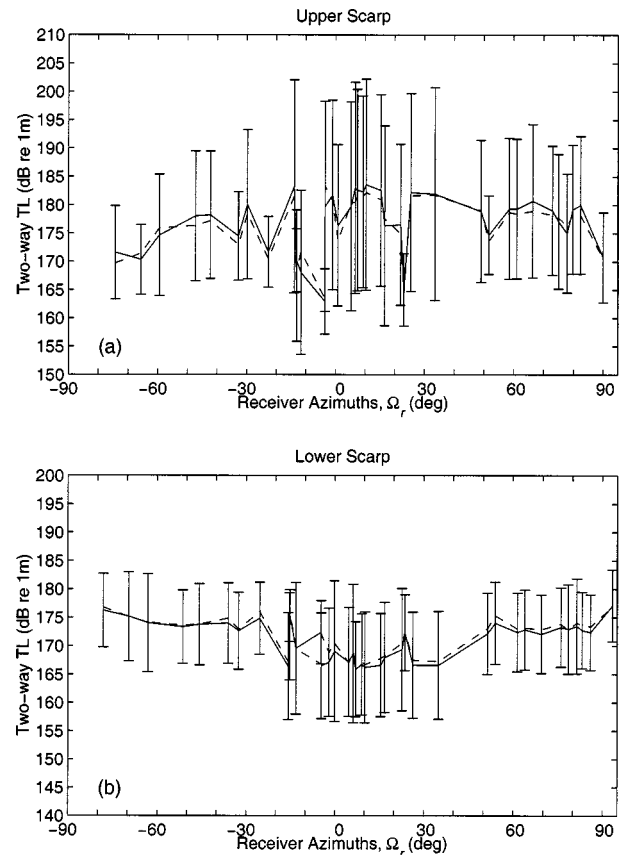 Upper Scarp
210
205
200
195
190
185
180
175
170
165
160
155
150
Two-way TL (dB re 1m)
(a)
-90 -60 -30 0 30 60 90
Receiver Azimuths, Ωr (deg)
Lower Scarp
200
195
190
185
180
175
170
165
160
155
150
145
140
Two-way TL (dB re 1m)
(b)
-90 -60 -30 0 30 60 90
Receiver Azimuths, Ωr (deg)